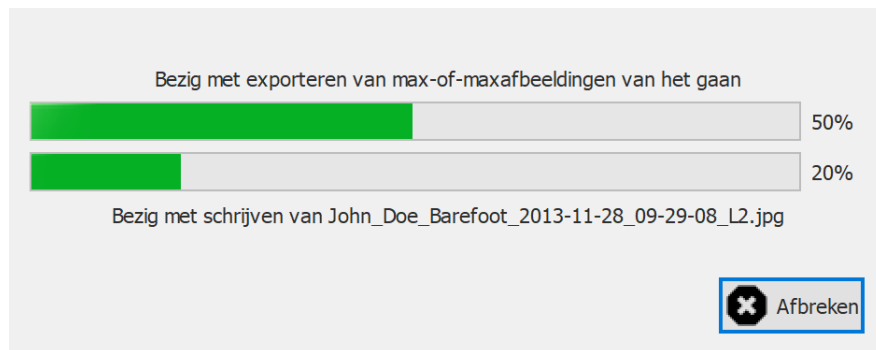 Bezig met exporteren van max-of-maxafbeeldingen van het gaan
50%
20%
Bezig met schrijven van John_Doe_Barefoot_2013-11-28_09-29-08_L2.jpg
Afbreken